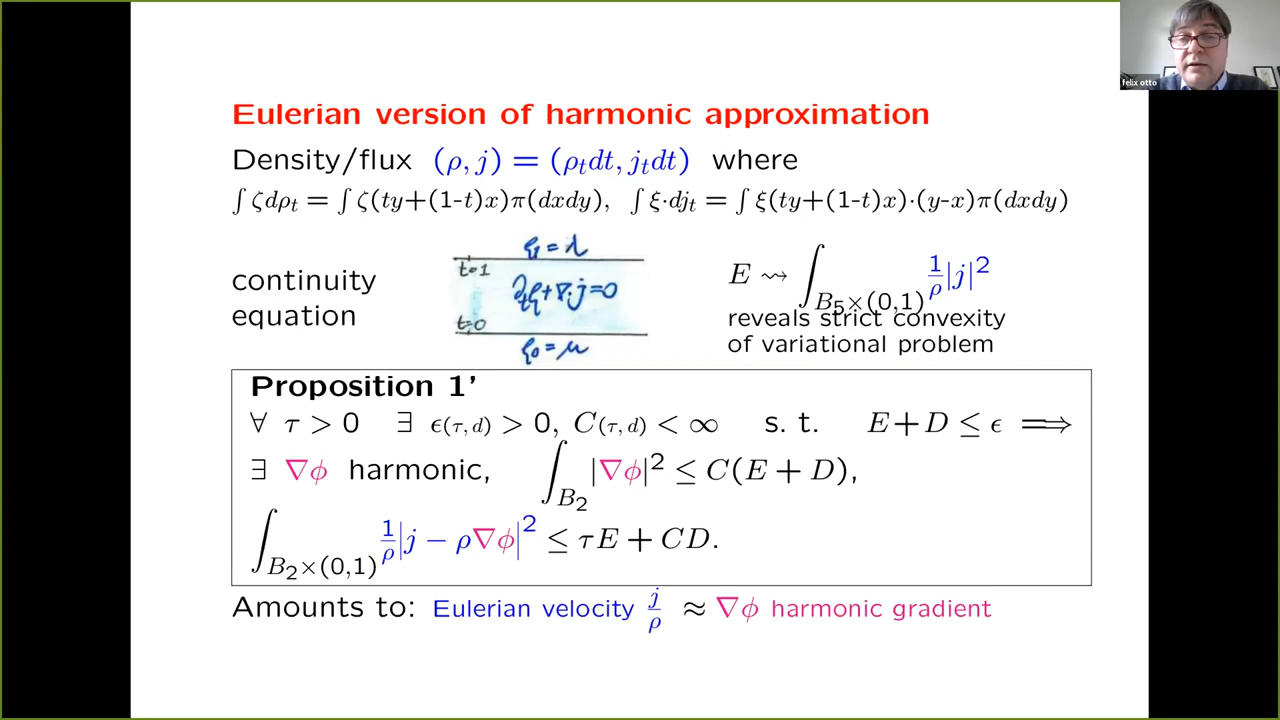 felix otto
Eulerian version of harmonic approximation
Density/flux (ρ, j) = (ρ_t dt, j_t dt) where
∫ ζdρ_t = ∫ ζ(ty+(1-t)x)π(dxdy), ∫ ξ·dj_t = ∫ ξ(ty+(1-t)x)·(y-x)π(dxdy)
continuity
equation
ρ_1 = λ
t=1
∂_tρ_t+∇.j=0
t=0
ρ_0 = μ
E ⇝ ∫_{B_5×(0,1)} 1/ρ |j|^2
reveals strict convexity
of variational problem
Proposition 1'
∀ τ > 0 ∃ ϵ(τ,d) > 0, C(τ,d) < ∞ s. t. E+D ≤ ϵ ⟹
∃ ∇ϕ harmonic, ∫_{B_2} |∇ϕ|^2 ≤ C(E + D),
∫_{B_2×(0,1)} 1/ρ |j − ρ∇ϕ|^2 ≤ τE + CD.
Amounts to: Eulerian velocity j/ρ ≈ ∇ϕ harmonic gradient